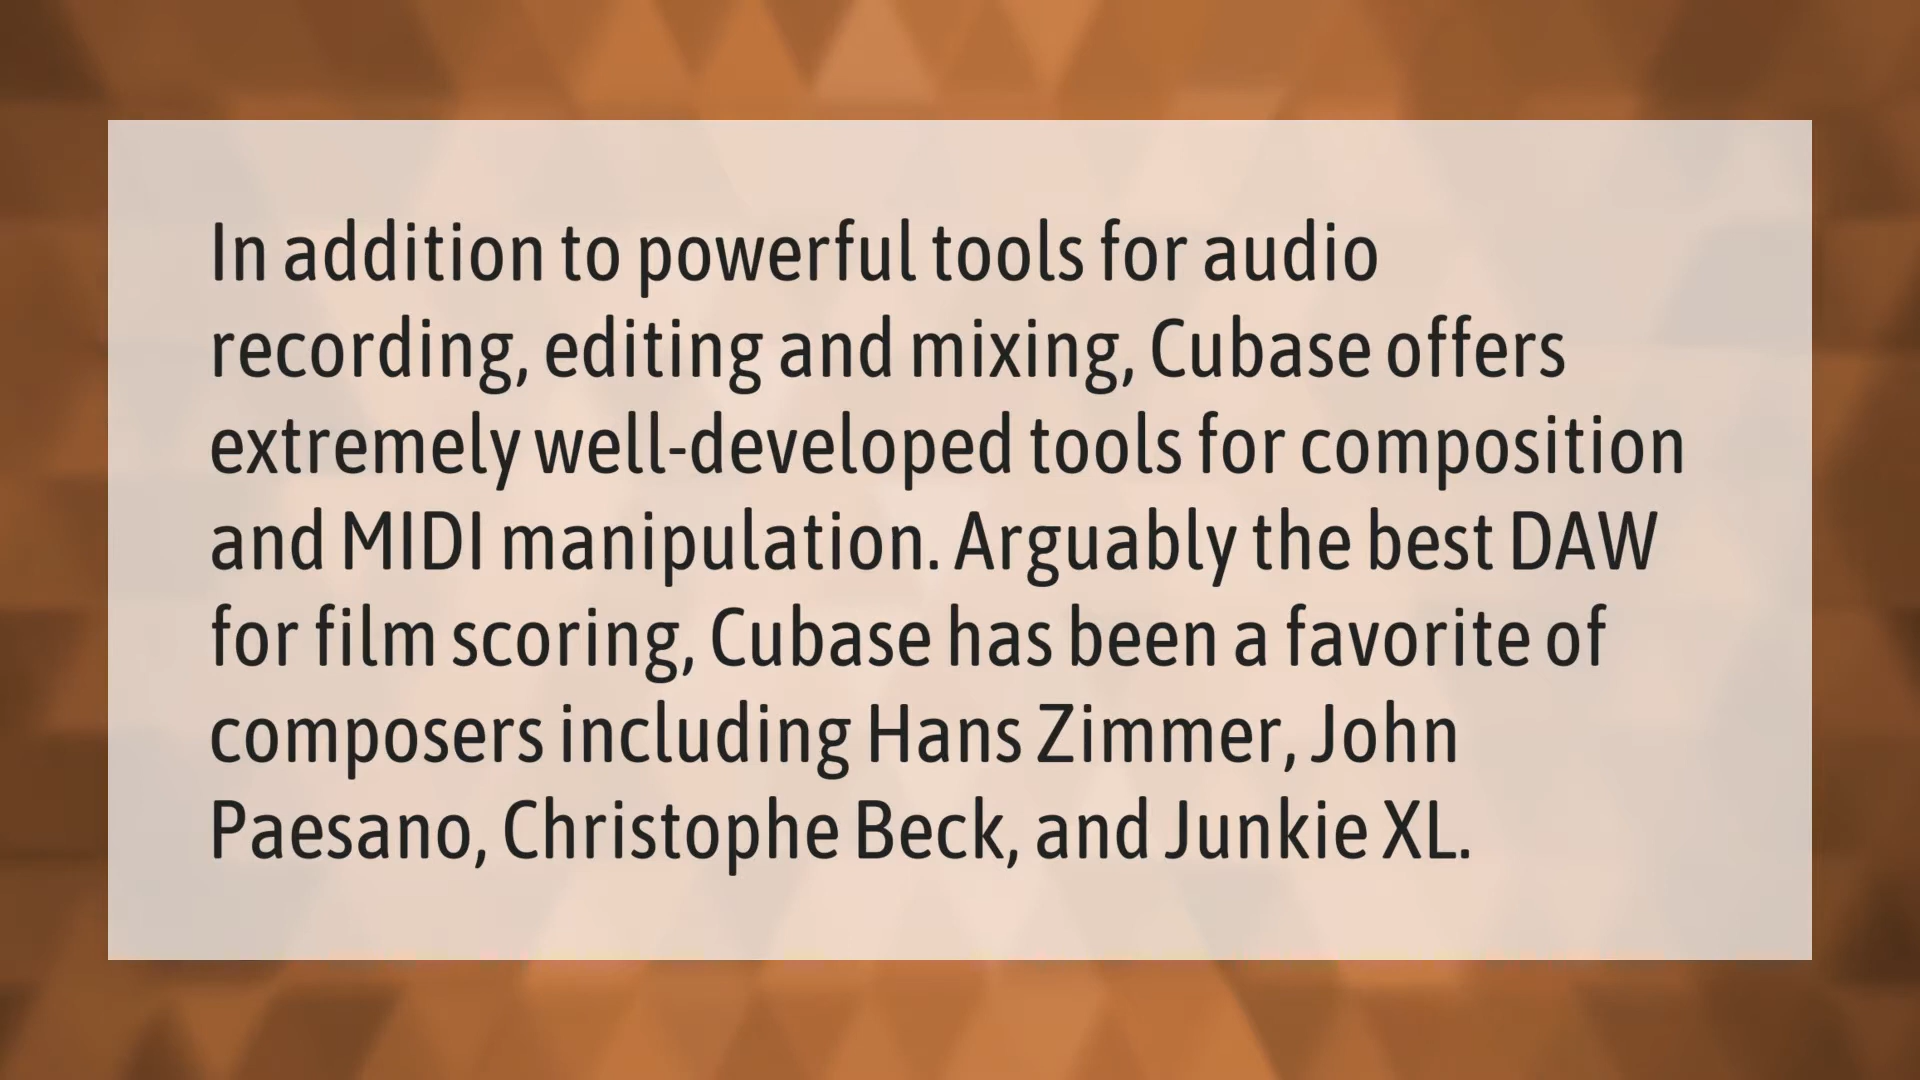 In addition to powerful tools for audio
recording, editing and mixing, Cubase offers
extremely well-developed tools for composition
and MIDI manipulation. Arguably the best DAW
for film scoring, Cubase has been a favorite of
composers including Hans Zimmer, John
Paesano, Christophe Beck, and Junkie XL.